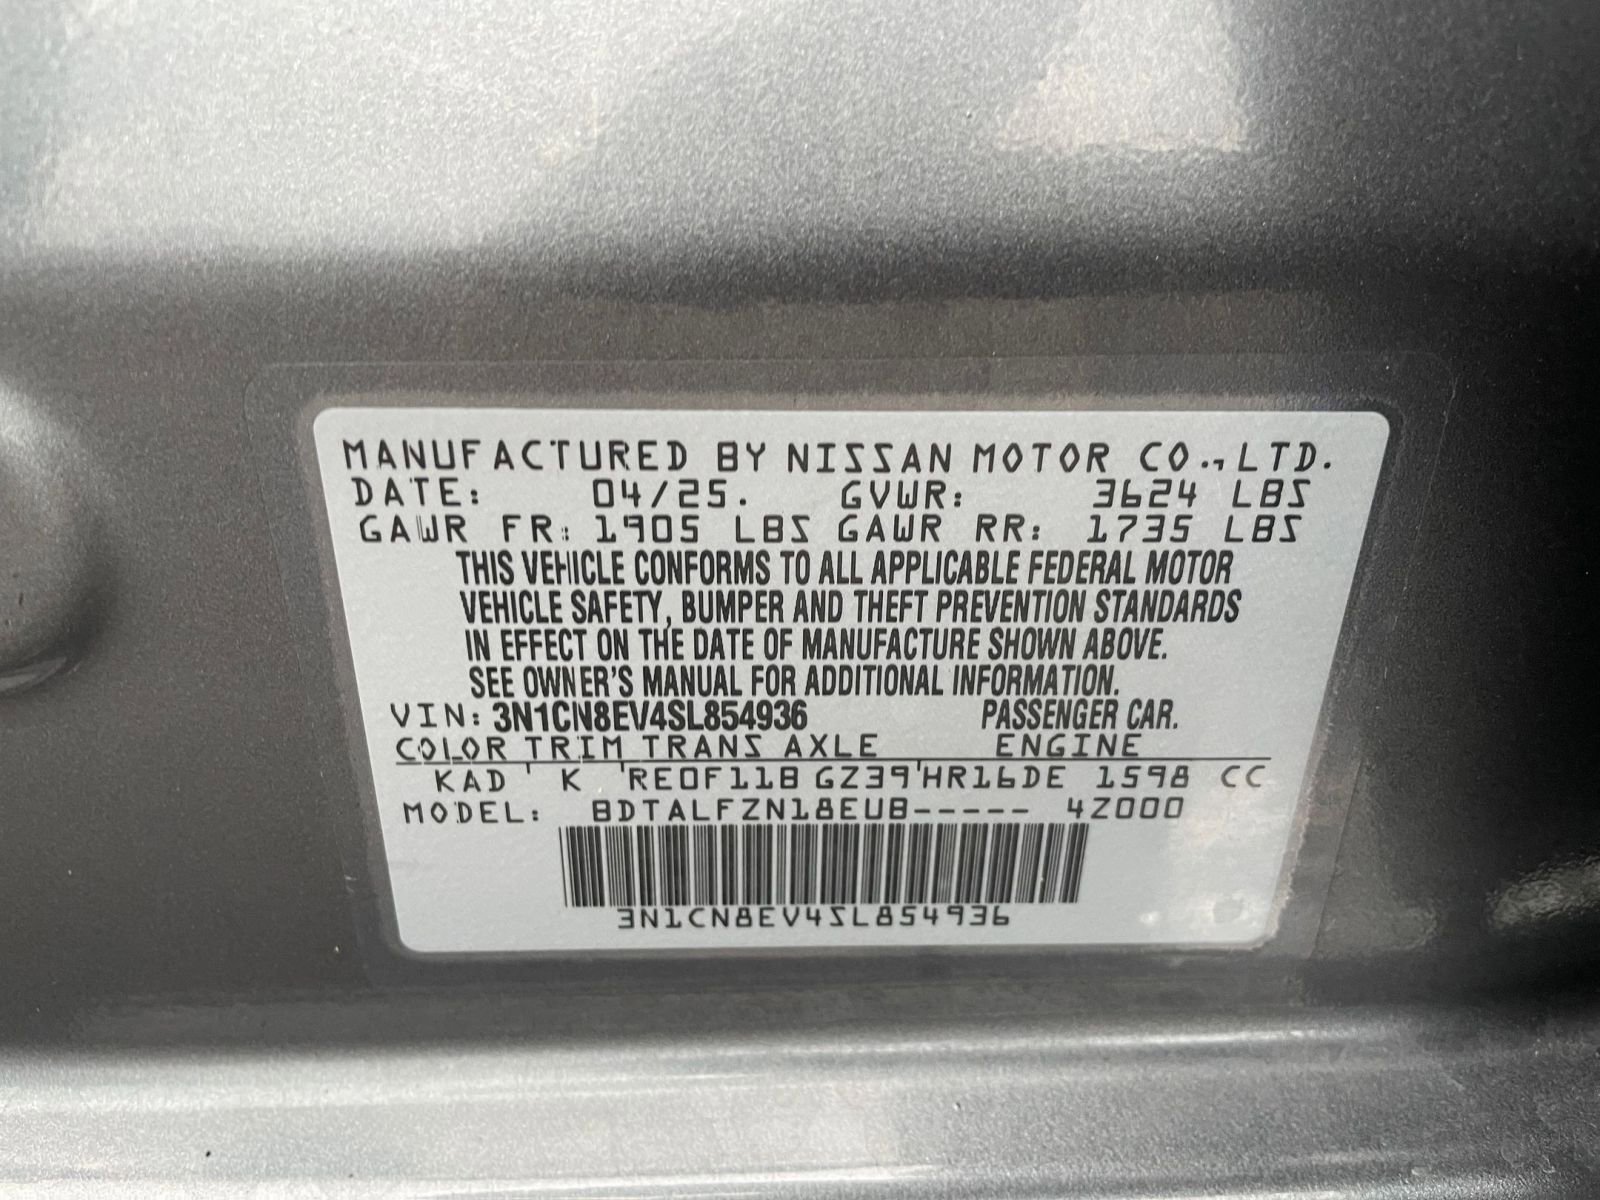 MANUFACTURED BY NISSAN MOTOR CO.,LTD.
DATE: 04/25. GVWR: 3624 LBS
GAWR FR: 1905 LBS GAWR RR: 1735 LBS
THIS VEHICLE CONFORMS TO ALL APPLICABLE FEDERAL MOTOR
VEHICLE SAFETY, BUMPER AND THEFT PREVENTION STANDARDS
IN EFFECT ON THE DATE OF MANUFACTURE SHOWN ABOVE.
SEE OWNER'S MANUAL FOR ADDITIONAL INFORMATION.
VIN: 3N1CN8EV4SL854936 PASSENGER CAR.
COLOR TRIM TRANS AXLE ENGINE
KAD ' K 'RE0F11B GZ39'HR16DE 1598 CC
MODEL: BDTALFZN18EUB----- 4Z000
3N1CN8EV4SL854936